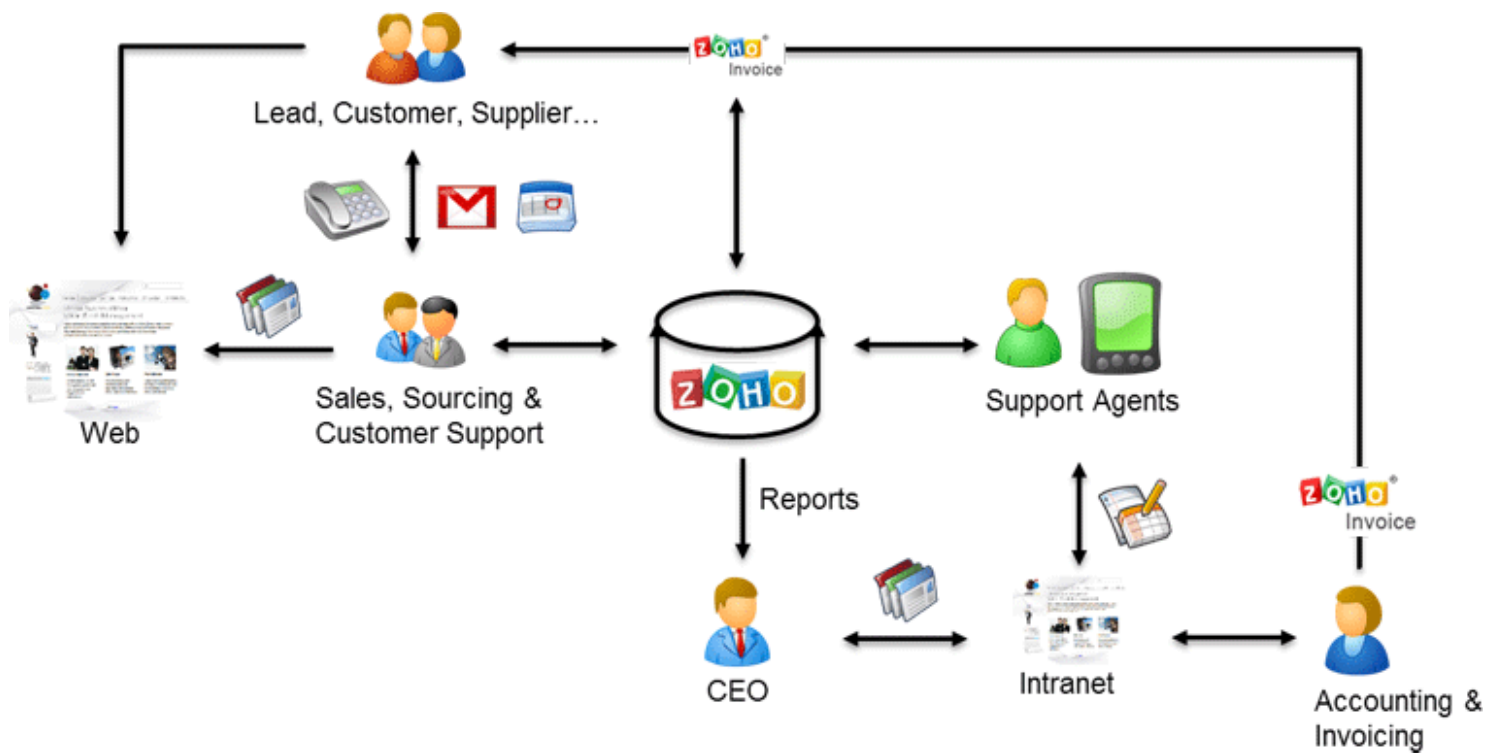 ZOHO®
Invoice
Lead, Customer, Supplier…
Web
Sales, Sourcing &
Customer Support
ZOHO
Support Agents
Reports
ZOHO®
Invoice
CEO
Intranet
Accounting &
Invoicing